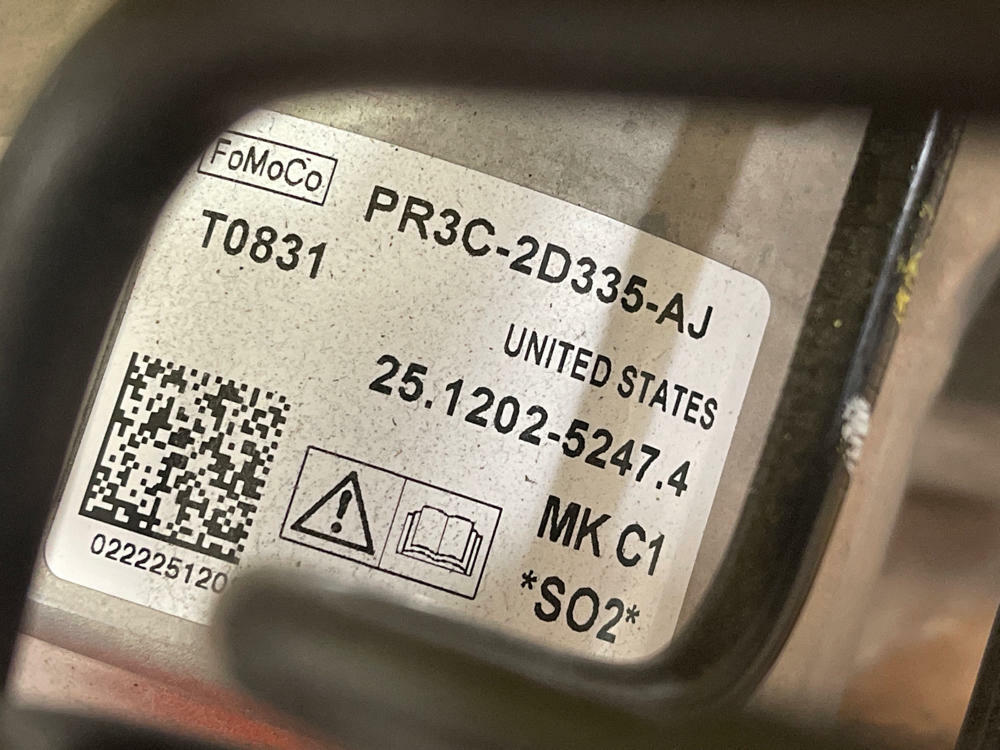 FoMoCo
PR3C-2D335-AJ
T0831
UNITED STATES
25.1202-5247.4
MK C1
*SO2*
022225120